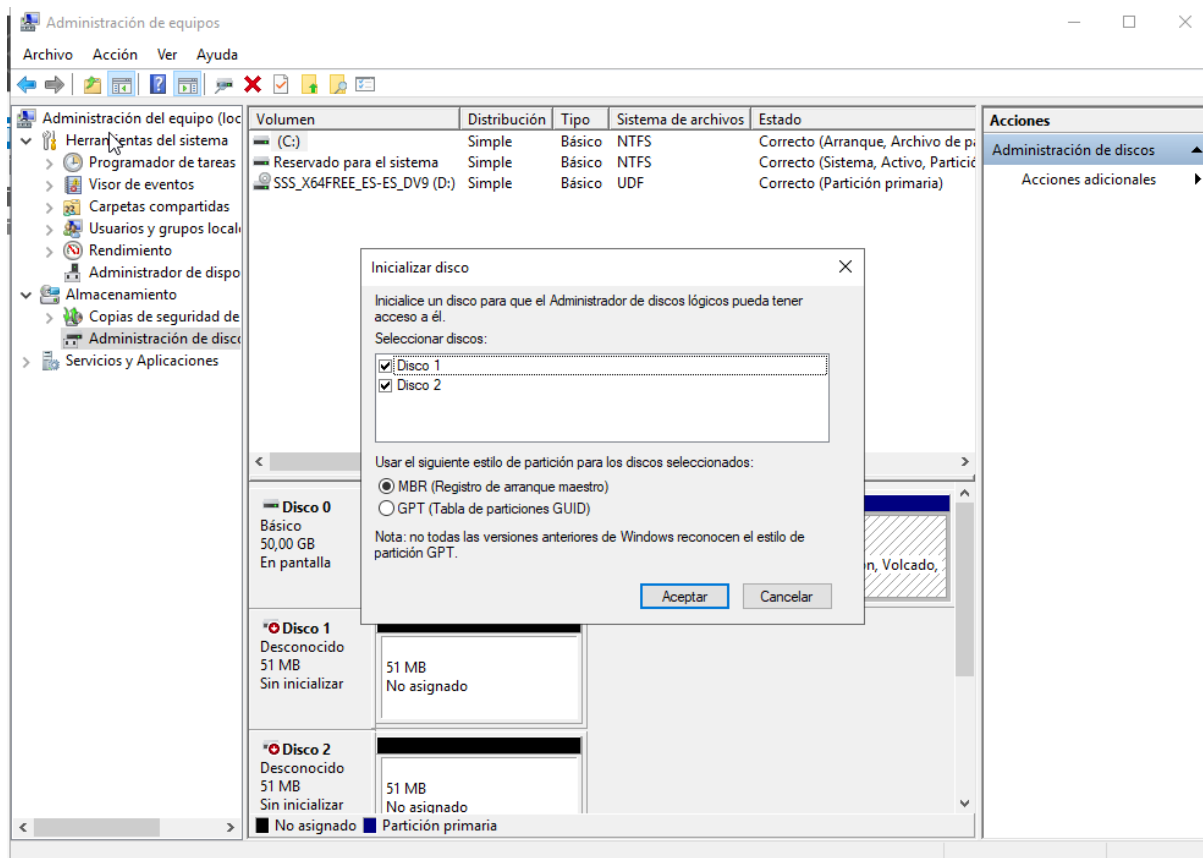 Administración de equipos
Archivo Acción Ver Ayuda
Administración del equipo (loc
Herramientas del sistema
Programador de tareas
Visor de eventos
Carpetas compartidas
Usuarios y grupos local
Rendimiento
Administrador de dispo
Almacenamiento
Copias de seguridad de
Administración de disc
Servicios y Aplicaciones
Volumen Distribución Tipo Sistema de archivos Estado
(C:) Simple Básico NTFS Correcto (Arranque, Archivo de pa
Reservado para el sistema Simple Básico NTFS Correcto (Sistema, Activo, Partició
SSS_X64FREE_ES-ES_DV9 (D:) Simple Básico UDF Correcto (Partición primaria)
Inicializar disco
Inicialice un disco para que el Administrador de discos lógicos pueda tener
acceso a él.
Seleccionar discos:
Disco 1
Disco 2
Usar el siguiente estilo de partición para los discos seleccionados:
MBR (Registro de arranque maestro)
GPT (Tabla de particiones GUID)
Nota: no todas las versiones anteriores de Windows reconocen el estilo de
partición GPT.
Aceptar Cancelar
Disco 0
Básico
50,00 GB
En pantalla
n, Volcado,
Disco 1
Desconocido
51 MB
Sin inicializar
51 MB
No asignado
Disco 2
Desconocido
51 MB
Sin inicializar
51 MB
No asignado
No asignado Partición primaria
Acciones
Administración de discos
Acciones adicionales